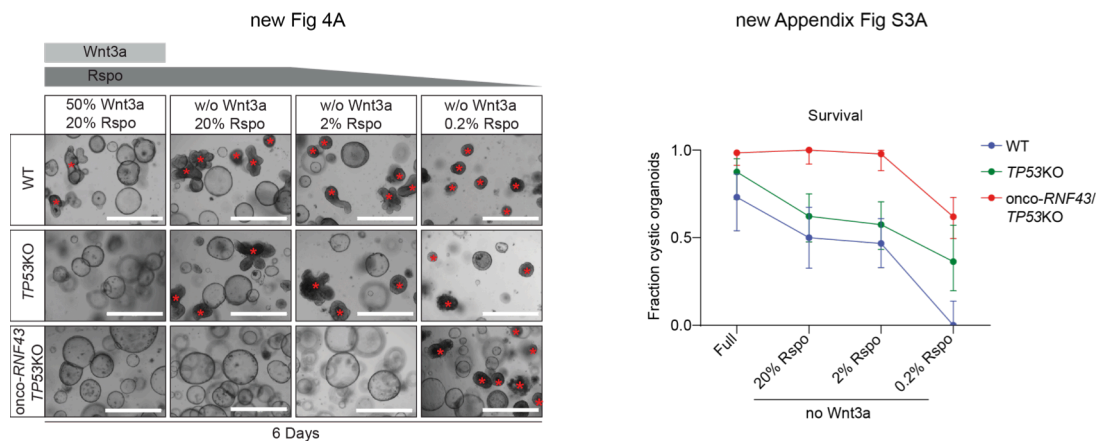 new Fig 4A
Wnt3a
Rspo
50% Wnt3a
20% Rspo
w/o Wnt3a
20% Rspo
w/o Wnt3a
2% Rspo
w/o Wnt3a
0.2% Rspo
WT
TP53KO
onco-RNF43
TP53KO
6 Days
new Appendix Fig S3A
Survival
Fraction cystic organoids
1.0
0.5
0.0
Full
20% Rspo
2% Rspo
0.2% Rspo
no Wnt3a
WT
TP53KO
onco-RNF43/
TP53KO